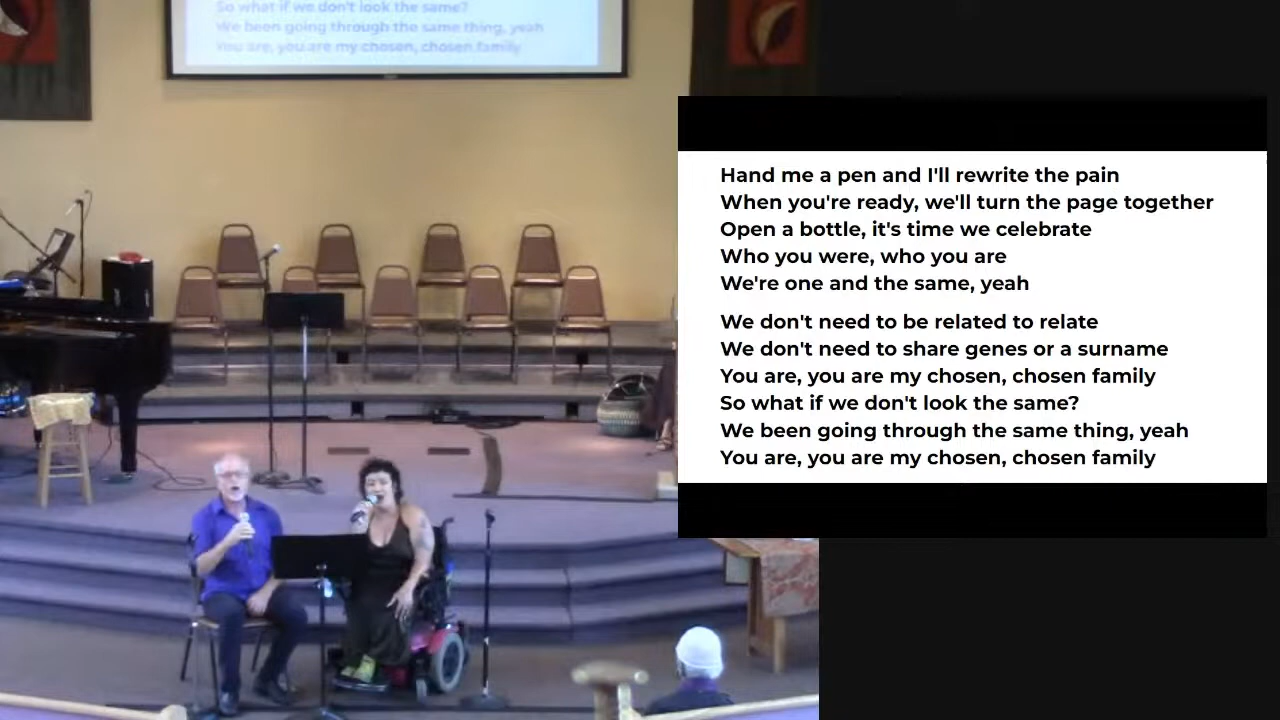 So what if we don't look the same?
We been going through the same thing, yeah
You are, you are my chosen, chosen family
Hand me a pen and I'll rewrite the pain
When you're ready, we'll turn the page together
Open a bottle, it's time we celebrate
Who you were, who you are
We're one and the same, yeah
We don't need to be related to relate
We don't need to share genes or a surname
You are, you are my chosen, chosen family
So what if we don't look the same?
We been going through the same thing, yeah
You are, you are my chosen, chosen family